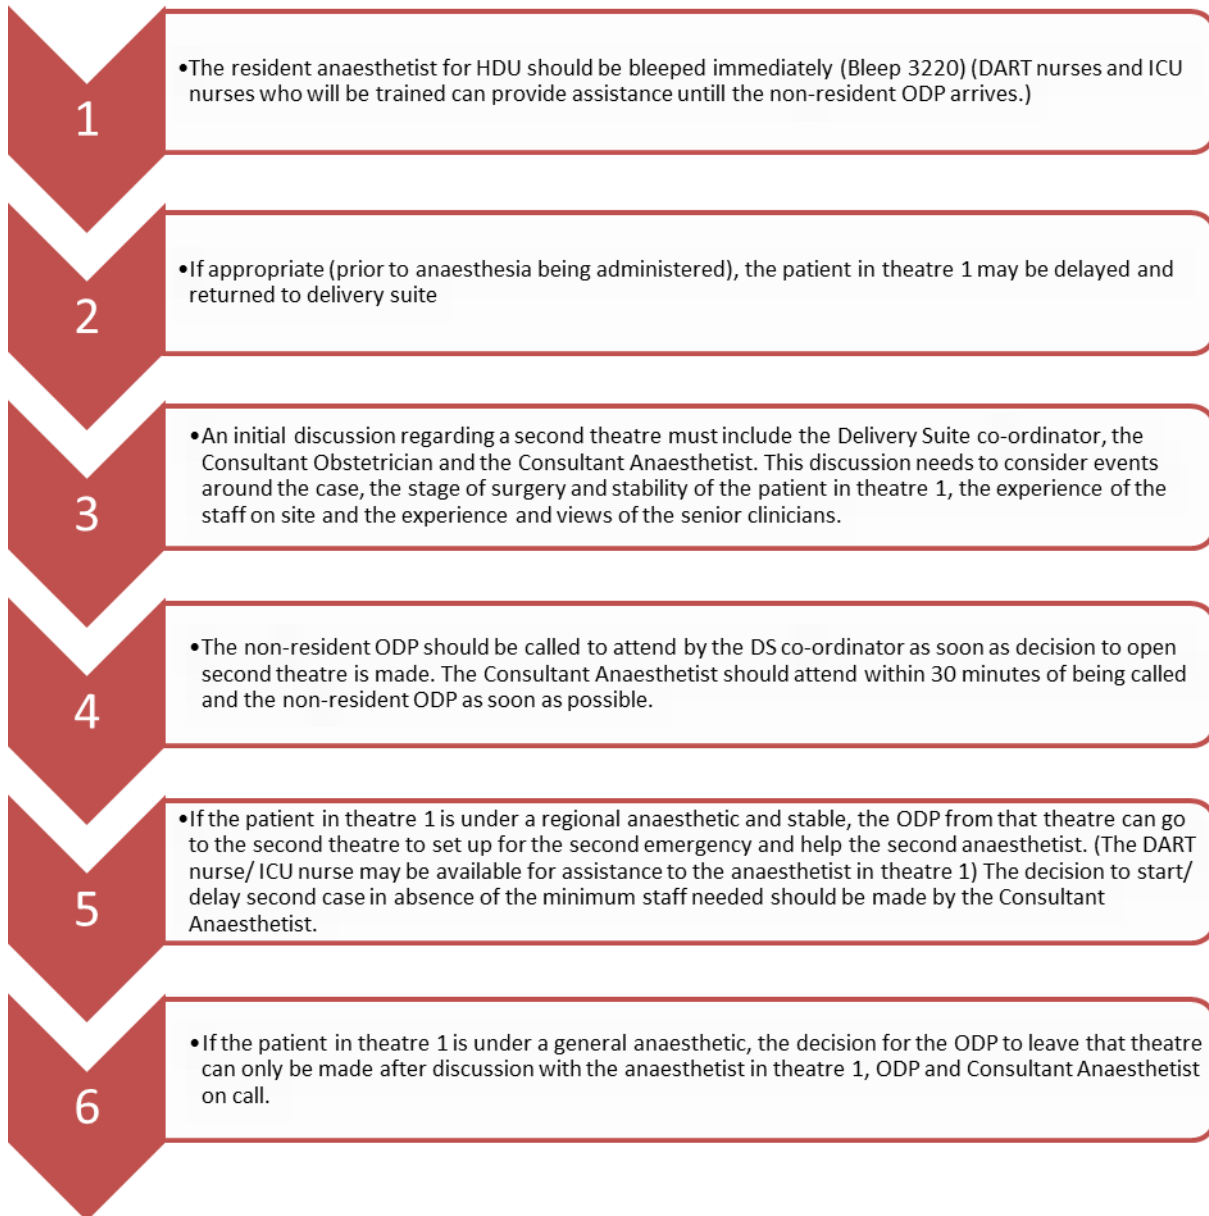 1
•The resident anaesthetist for HDU should be bleeped immediately (Bleep 3220) (DART nurses and ICU
nurses who will be trained can provide assistance untill the non-resident ODP arrives.)
2
•If appropriate (prior to anaesthesia being administered), the patient in theatre 1 may be delayed and
returned to delivery suite
3
•An initial discussion regarding a second theatre must include the Delivery Suite co-ordinator, the
Consultant Obstetrician and the Consultant Anaesthetist. This discussion needs to consider events
around the case, the stage of surgery and stability of the patient in theatre 1, the experience of the
staff on site and the experience and views of the senior clinicians.
4
•The non-resident ODP should be called to attend by the DS co-ordinator as soon as decision to open
second theatre is made. The Consultant Anaesthetist should attend within 30 minutes of being called
and the non-resident ODP as soon as possible.
5
•If the patient in theatre 1 is under a regional anaesthetic and stable, the ODP from that theatre can go
to the second theatre to set up for the second emergency and help the second anaesthetist. (The DART
nurse/ ICU nurse may be available for assistance to the anaesthetist in theatre 1) The decision to start/
delay second case in absence of the minimum staff needed should be made by the Consultant
Anaesthetist.
6
•If the patient in theatre 1 is under a general anaesthetic, the decision for the ODP to leave that theatre
can only be made after discussion with the anaesthetist in theatre 1, ODP and Consultant Anaesthetist
on call.